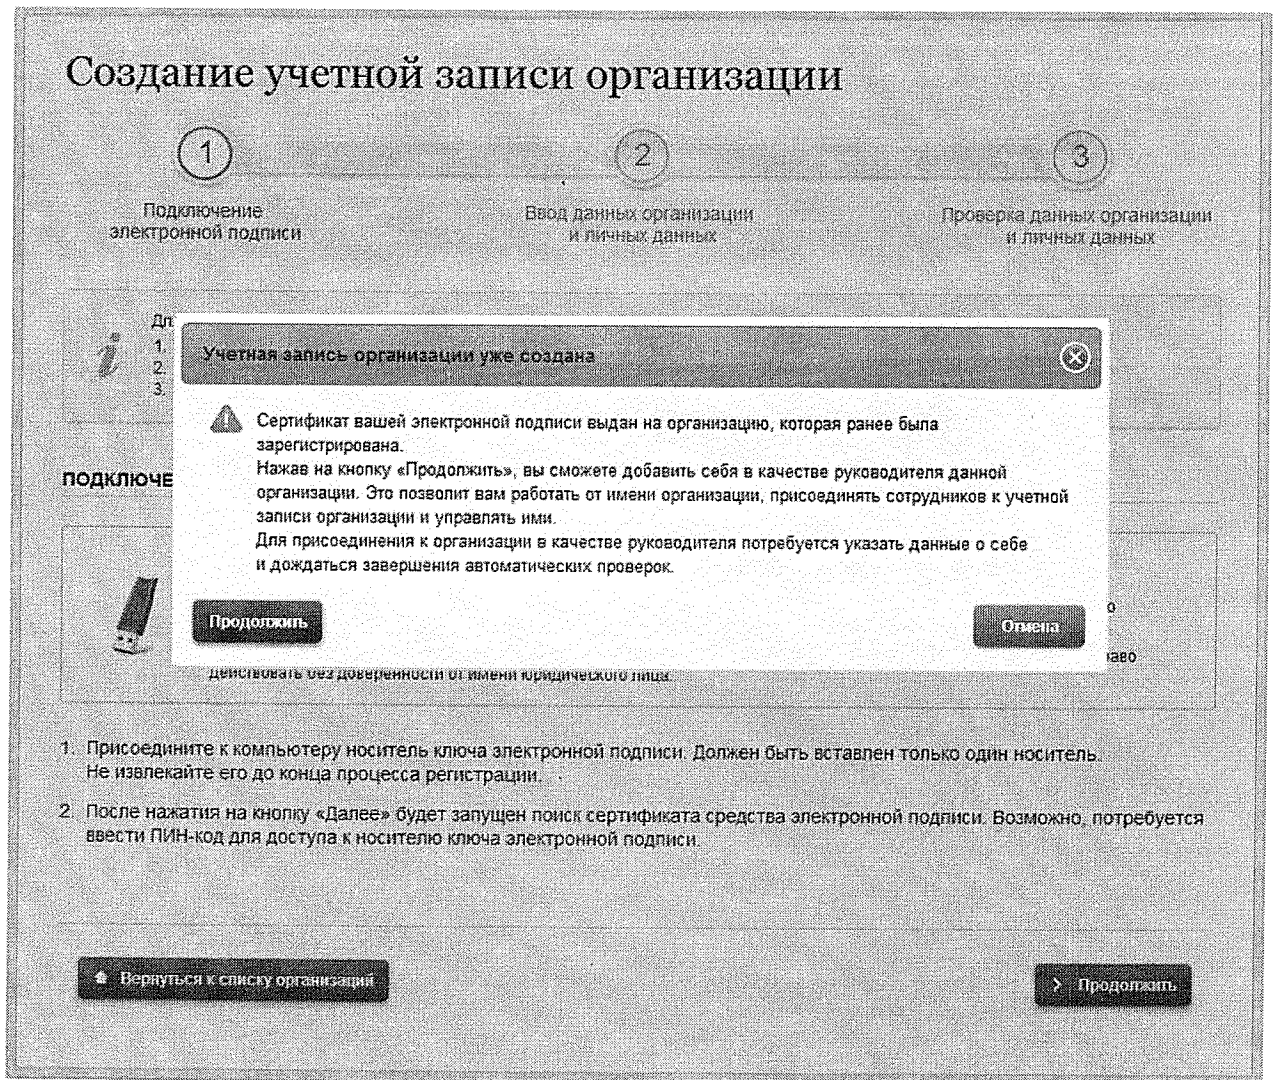 Создание учетной записи организации
1
2
3
Подключение
электронной подписи
Ввод данных организации
и личных данных
Проверка данных организации
и личных данных
Дл
1.
2.
3.
Учетная запись организации уже создана
Сертификат вашей электронной подписи выдан на организацию, которая ранее была
зарегистрирована.
Нажав на кнопку «Продолжить», вы сможете добавить себя в качестве руководителя данной
организации. Это позволит вам работать от имени организации, присоединять сотрудников к учетной
записи организации и управлять ими.
Для присоединения к организации в качестве руководителя потребуется указать данные о себе
и дождаться завершения автоматических проверок.
Продолжить
Отмена
ПОДКЛЮЧЕ
о
раво
действовать без доверенности от имени юридического лица.
1. Присоедините к компьютеру носитель ключа электронной подписи. Должен быть вставлен только один носитель.
Не извлекайте его до конца процесса регистрации.
2. После нажатия на кнопку «Далее» будет запущен поиск сертификата средства электронной подписи. Возможно, потребуется
ввести ПИН-код для доступа к носителю ключа электронной подписи.
Вернуться к списку организаций
Продолжить